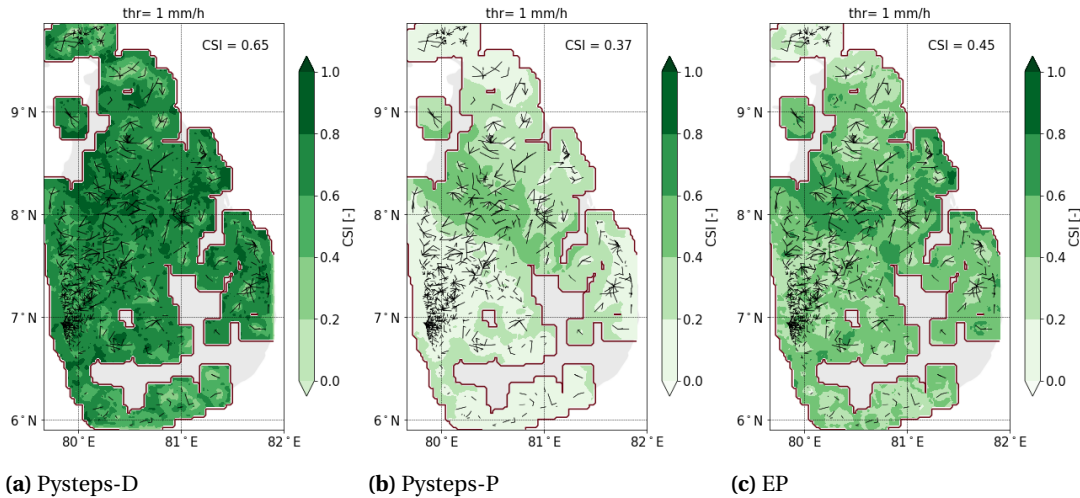 thr= 1 mm/h
CSI = 0.65
9°N
8°N
7°N
6°N
80°E
81°E
82°E
1.0
0.8
0.6
0.4
0.2
0.0
CSI [-]
(a) Pysteps-D
thr= 1 mm/h
CSI = 0.37
9°N
8°N
7°N
6°N
80°E
81°E
82°E
1.0
0.8
0.6
0.4
0.2
0.0
CSI [-]
(b) Pysteps-P
thr= 1 mm/h
CSI = 0.45
9°N
8°N
7°N
6°N
80°E
81°E
82°E
1.0
0.8
0.6
0.4
0.2
0.0
CSI [-]
(c) EP